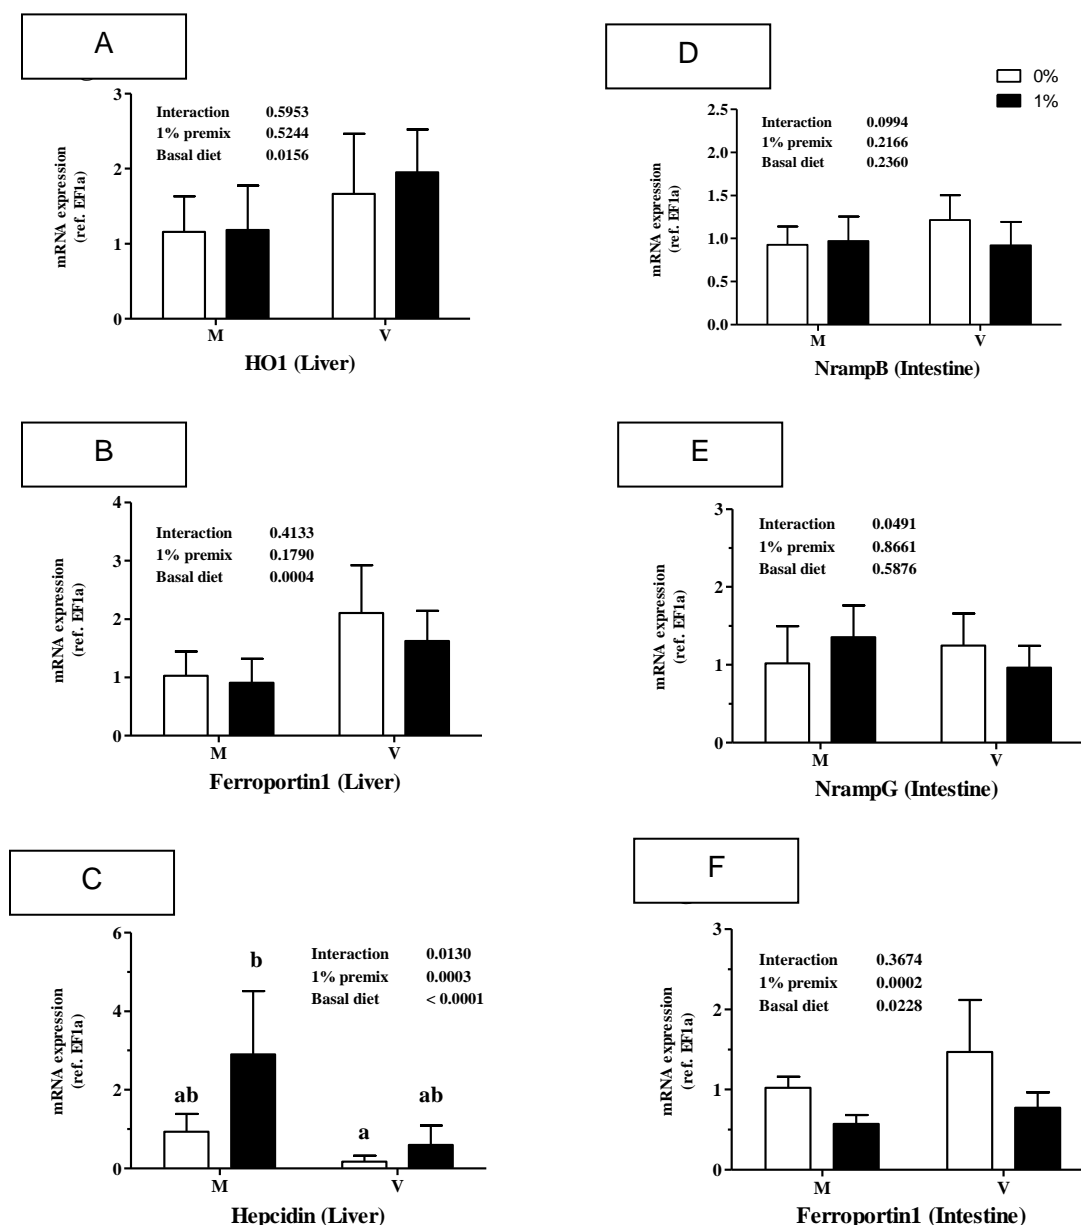 A
3
2
1
0
mRNA expression
(ref. EF1a)
Interaction 0.5953
1% premix 0.5244
Basal diet 0.0156
M V
HO1 (Liver)
D
0%
1%
2.5
2.0
1.5
1.0
0.5
0.0
mRNA expression
(ref. EF1a)
Interaction 0.0994
1% premix 0.2166
Basal diet 0.2360
M V
NrampB (Intestine)
B
4
3
2
1
0
mRNA expression
(ref. EF1a)
Interaction 0.4133
1% premix 0.1790
Basal diet 0.0004
M V
Ferroportin1 (Liver)
E
3
2
1
0
mRNA expression
(ref. EF1a)
Interaction 0.0491
1% premix 0.8661
Basal diet 0.5876
M V
NrampG (Intestine)
C
6
4
2
0
mRNA expression
(ref. EF1a)
Interaction 0.0130
1% premix 0.0003
Basal diet < 0.0001
ab
b
a
ab
M V
Hepcidin (Liver)
F
3
2
1
0
mRNA expression
(ref. EF1a)
Interaction 0.3674
1% premix 0.0002
Basal diet 0.0228
M V
Ferroportin1 (Intestine)